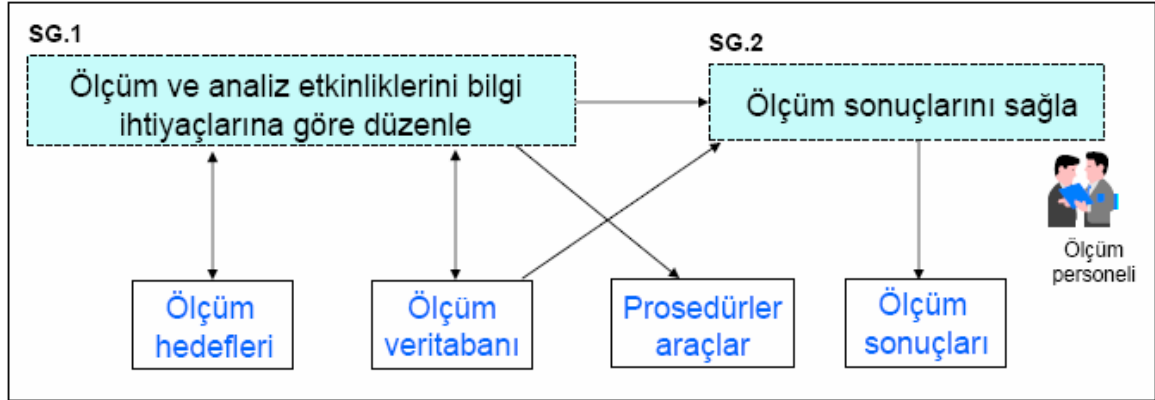 SG.1
Ölçüm ve analiz etkinliklerini bilgi
ihtiyaçlarına göre düzenle
SG.2
Ölçüm sonuçlarını sağla
Ölçüm
personeli
Ölçüm
hedefleri
Ölçüm
veritabanı
Prosedürler
araçlar
Ölçüm
sonuçları